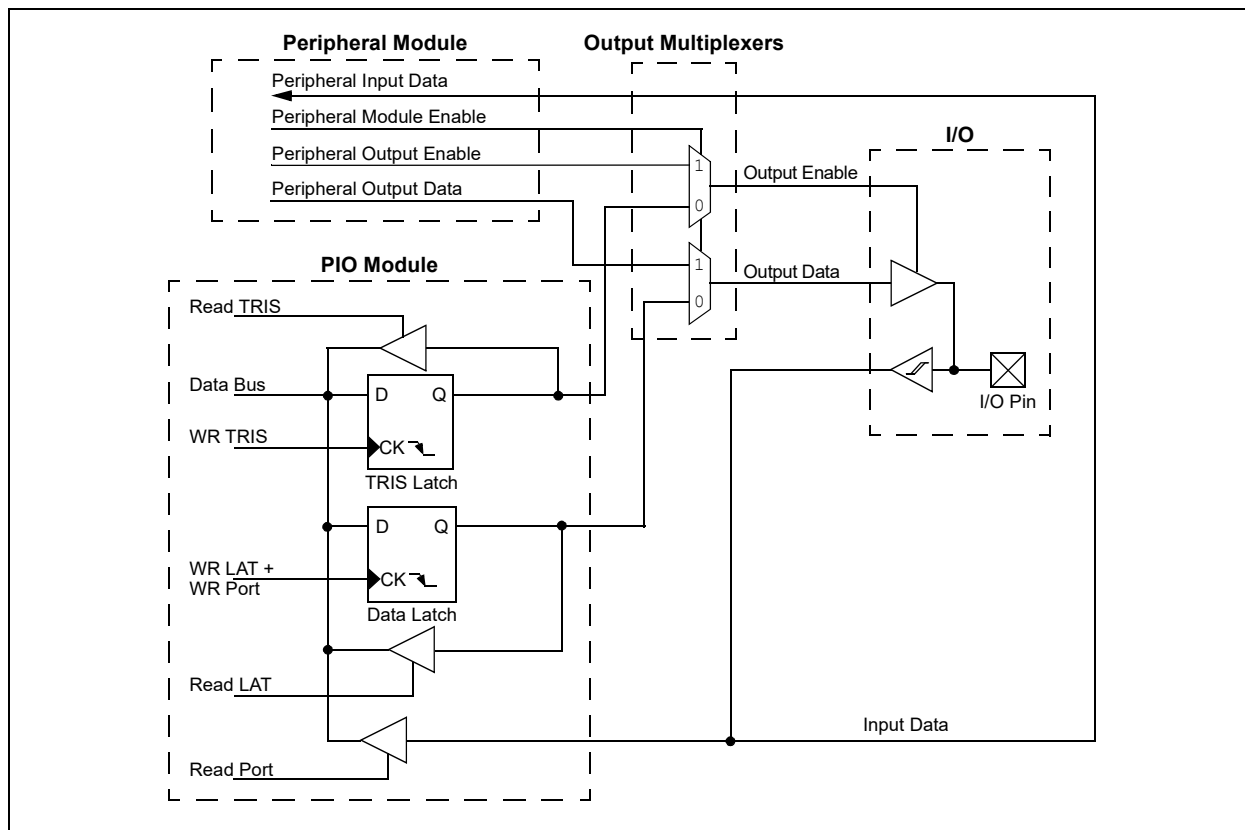 Peripheral Module
Output Multiplexers
Peripheral Input Data
Peripheral Module Enable
I/O
Peripheral Output Enable
1
Output Enable
Peripheral Output Data
0
PIO Module
1
Output Data
Read TRIS
0
Data Bus
D
Q
I/O Pin
WR TRIS
CK
TRIS Latch
D
Q
WR LAT +
WR Port
CK
Data Latch
Read LAT
Input Data
Read Port